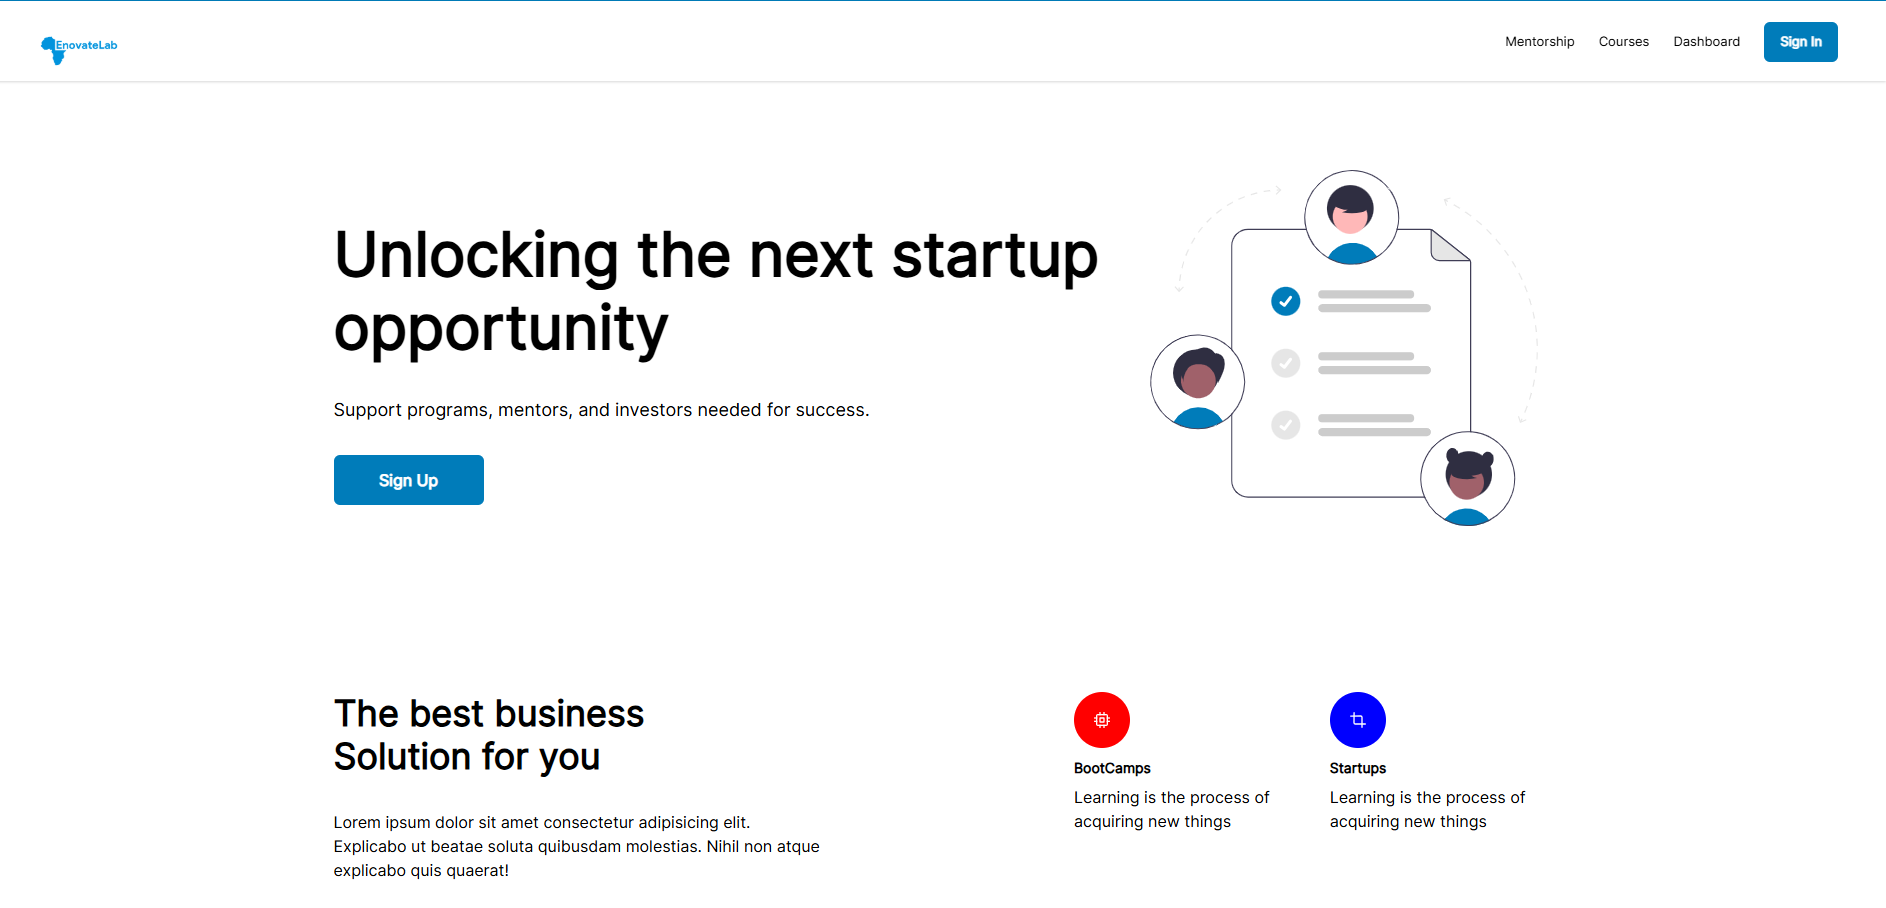 EnovateLab
Mentorship Courses Dashboard Sign In
Unlocking the next startup
opportunity
Support programs, mentors, and investors needed for success.
Sign Up
The best business
Solution for you
Lorem ipsum dolor sit amet consectetur adipisicing elit.
Explicabo ut beatae soluta quibusdam molestias. Nihil non atque
explicabo quis quaerat!
BootCamps
Learning is the process of
acquiring new things
Startups
Learning is the process of
acquiring new things